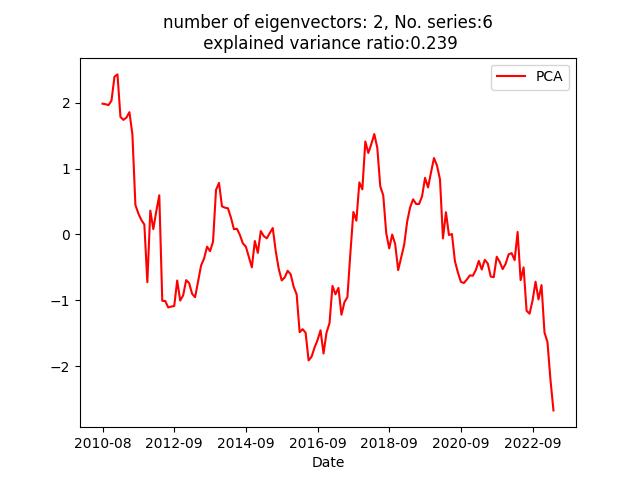 number of eigenvectors: 2, No. series:6
explained variance ratio:0.239
PCA
2
1
0
−1
−2
2010-08 2012-09 2014-09 2016-09 2018-09 2020-09 2022-09
Date